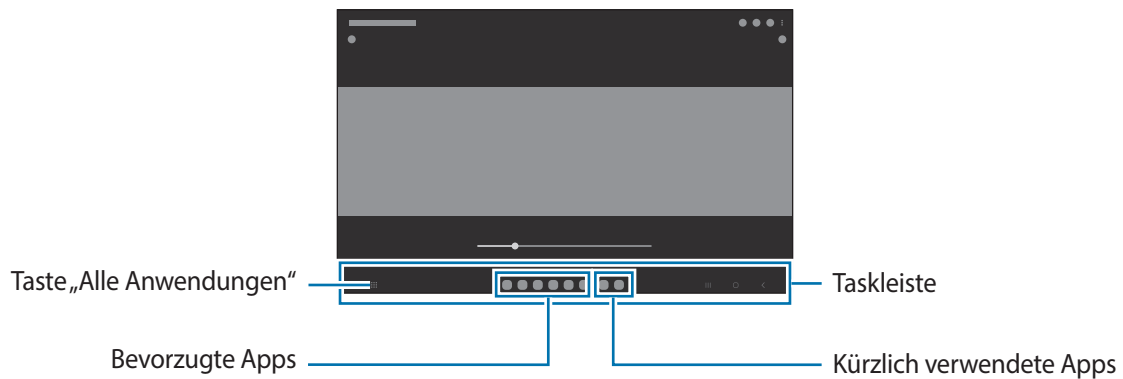 Taste „Alle Anwendungen“
Taskleiste
Bevorzugte Apps
Kürzlich verwendete Apps